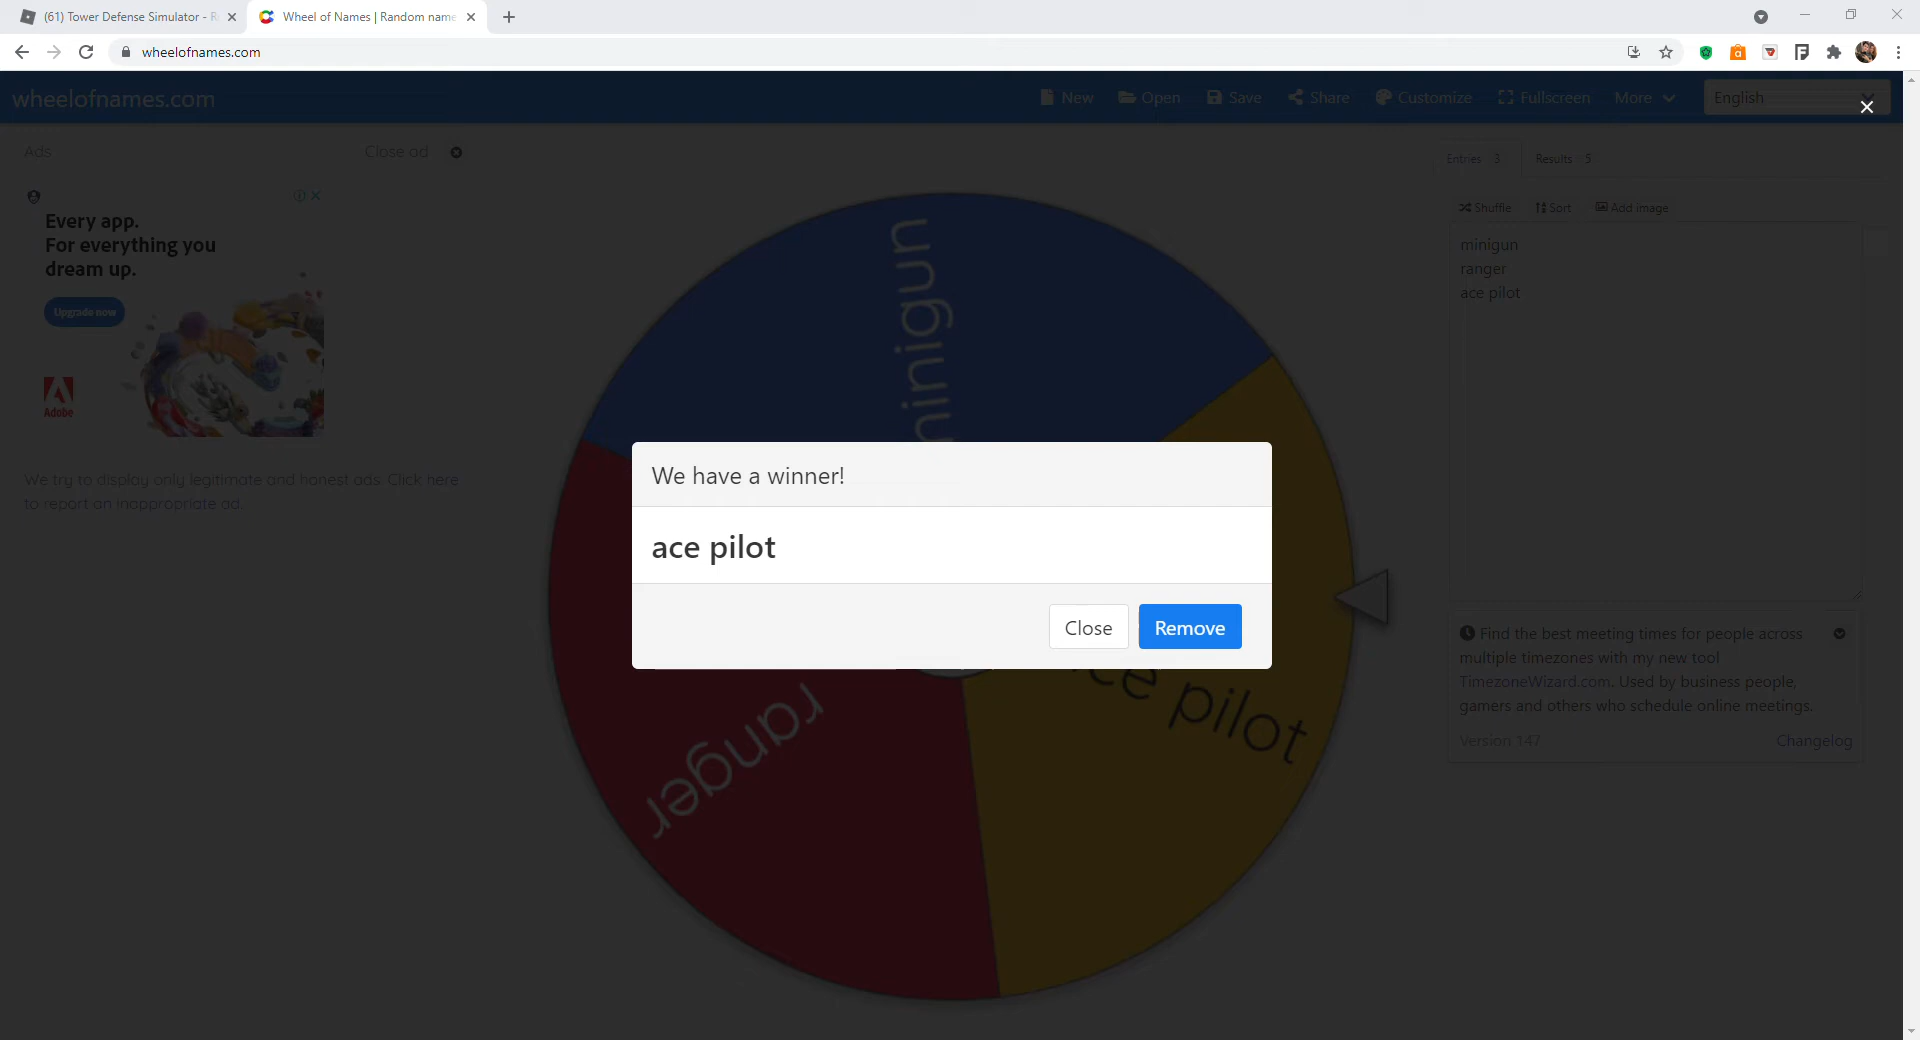 (61) Tower Defense Simulator - R
Wheel of Names | Random name
wheelofnames.com
wheelofnames.com
New
Open
Save
Share
Customize
Fullscreen
More
English
Ads
Close ad
Every app.
For everything you
dream up.
Upgrade now
Adobe
We try to display only legitimate and honest ads. Click here
to report an inappropriate ad.
Entries 3
Results 5
Shuffle
Sort
Add image
minigun
ranger
ace pilot
minigun
We have a winner!
ace pilot
Close
Remove
ranger
ce pilot
Find the best meeting times for people across
multiple timezones with my new tool
TimezoneWizard.com. Used by business people,
gamers and others who schedule online meetings.
Version 147
Changelog